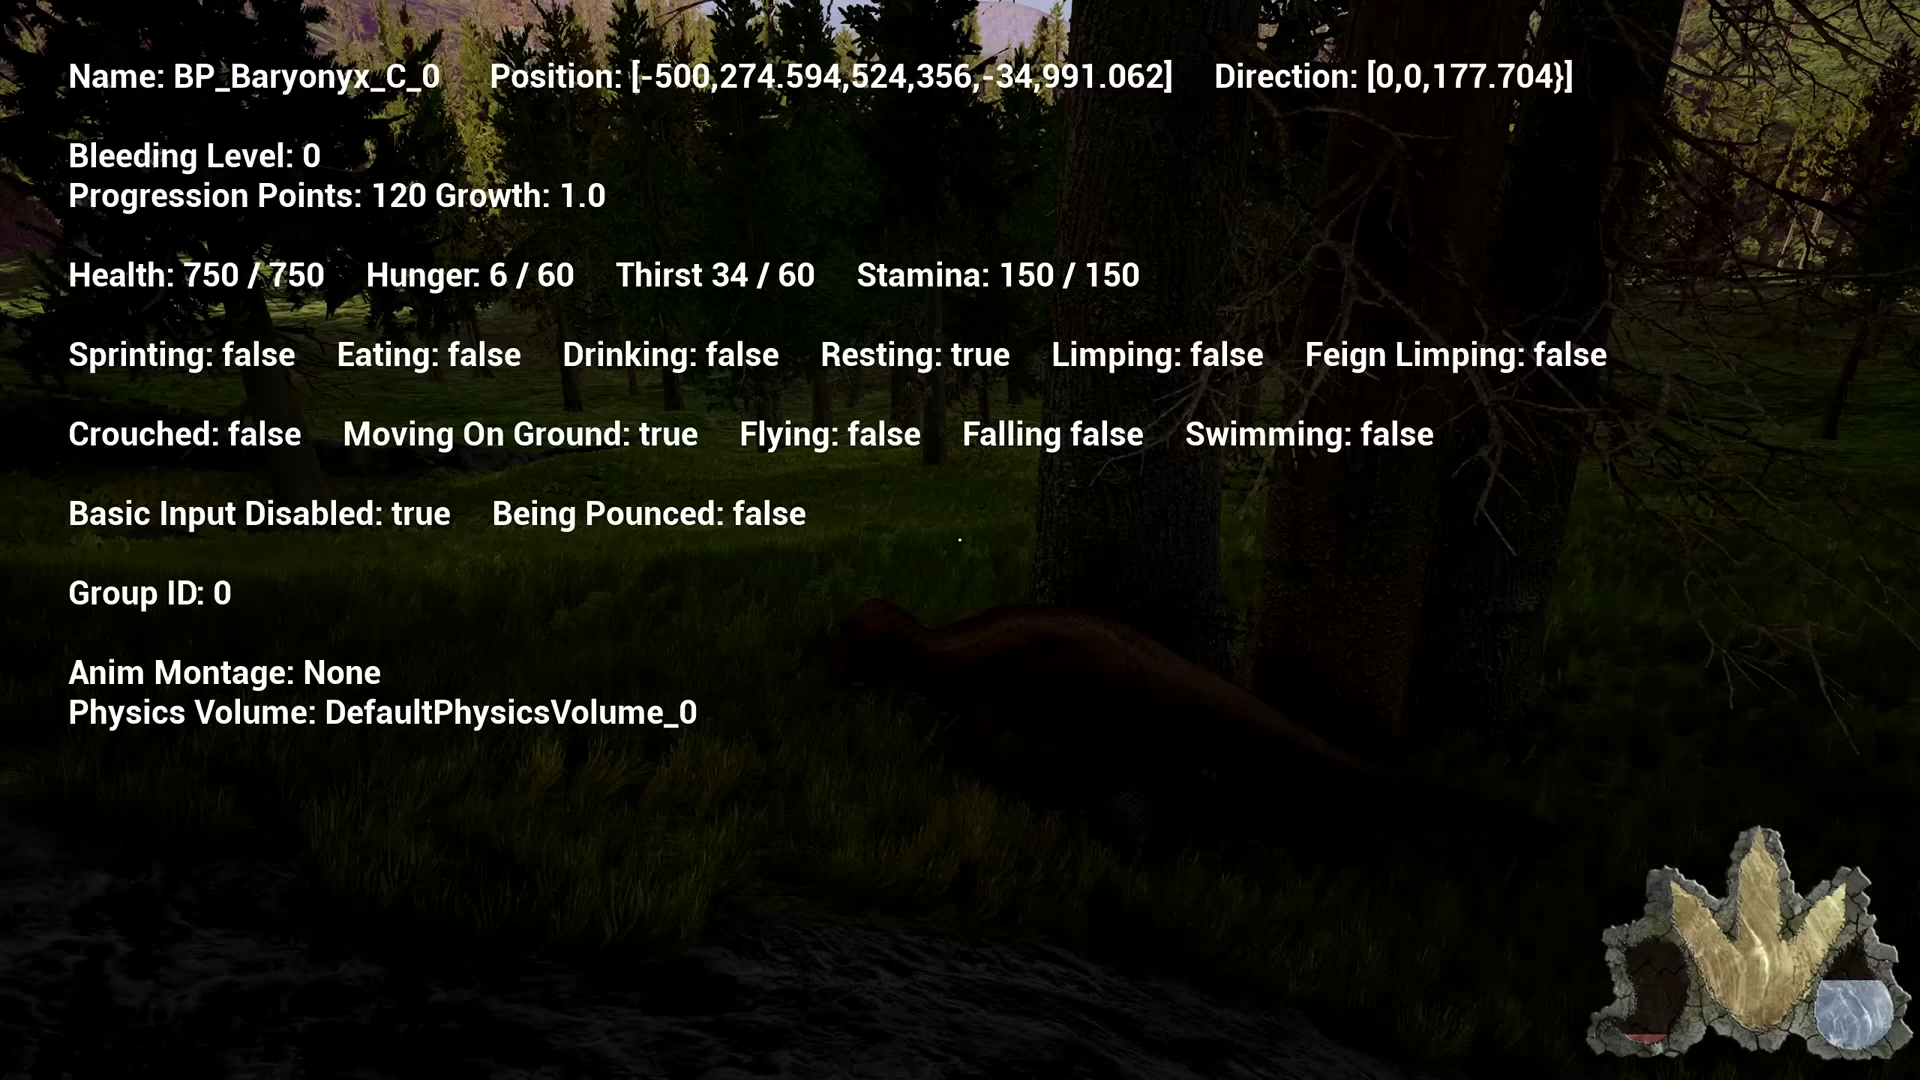 Name: BP_Baryonyx_C_0 Position: [-500,274.594,524,356,-34,991.062] Direction: [0,0,177.704}]
Bleeding Level: 0
Progression Points: 120 Growth: 1.0
Health: 750 / 750 Hunger: 6 / 60 Thirst 34 / 60 Stamina: 150 / 150
Sprinting: false Eating: false Drinking: false Resting: true Limping: false Feign Limping: false
Crouched: false Moving On Ground: true Flying: false Falling false Swimming: false
Basic Input Disabled: true Being Pounced: false
Group ID: 0
Anim Montage: None
Physics Volume: DefaultPhysicsVolume_0